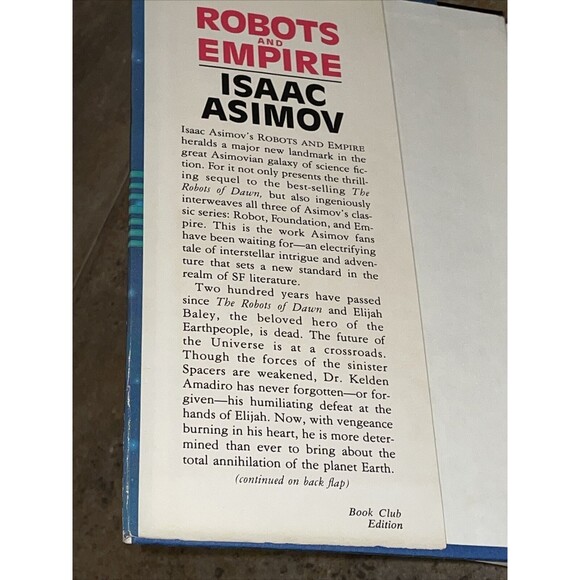 ROBOTS
AND
EMPIRE
ISAAC
ASIMOV
Isaac Asimov's ROBOTS AND EMPIRE
heralds a major new landmark in the
great Asimovian galaxy of science fic-
tion. For it not only presents the thrill-
ing sequel to the best-selling The
Robots of Dawn, but also ingeniously
interweaves all three of Asimov's clas-
sic series: Robot, Foundation, and Em-
pire. This is the work Asimov fans
have been waiting for—an electrifying
tale of interstellar intrigue and adven-
ture that sets a new standard in the
realm of SF literature.
Two hundred years have passed
since The Robots of Dawn and Elijah
Baley, the beloved hero of the
Earthpeople, is dead. The future of
the Universe is at a crossroads.
Though the forces of the sinister
Spacers are weakened, Dr. Kelden
Amadiro has never forgotten—or for-
given—his humiliating defeat at the
hands of Elijah. Now, with vengeance
burning in his heart, he is more deter-
mined than ever to bring about the
total annihilation of the planet Earth.
(continued on back flap)
Book Club
Edition